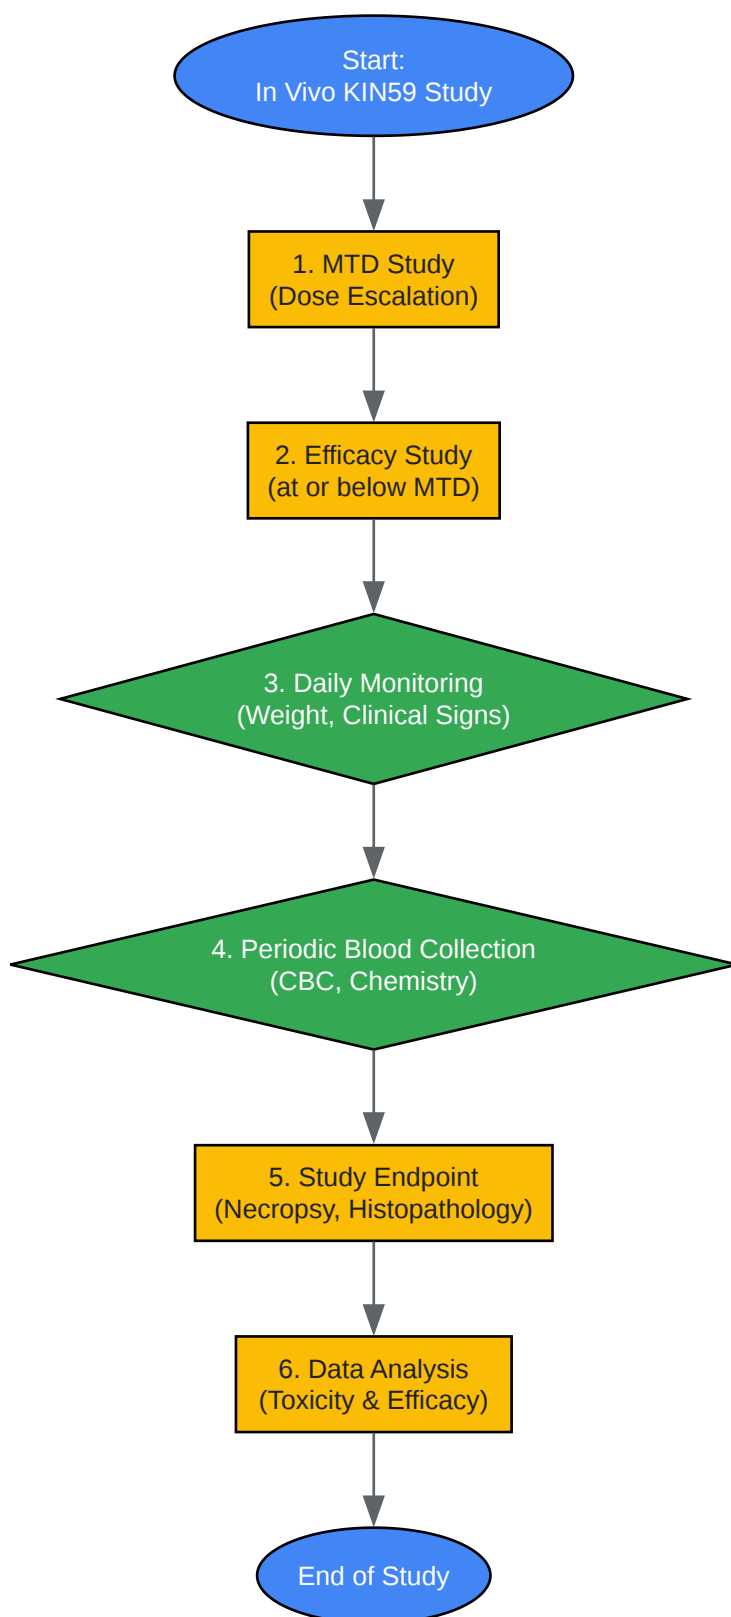 Start:
In Vivo KIN59 Study
1. MTD Study
(Dose Escalation)
2. Efficacy Study
(at or below MTD)
3. Daily Monitoring
(Weight, Clinical Signs)
4. Periodic Blood Collection
(CBC, Chemistry)
5. Study Endpoint
(Necropsy, Histopathology)
6. Data Analysis
(Toxicity & Efficacy)
End of Study